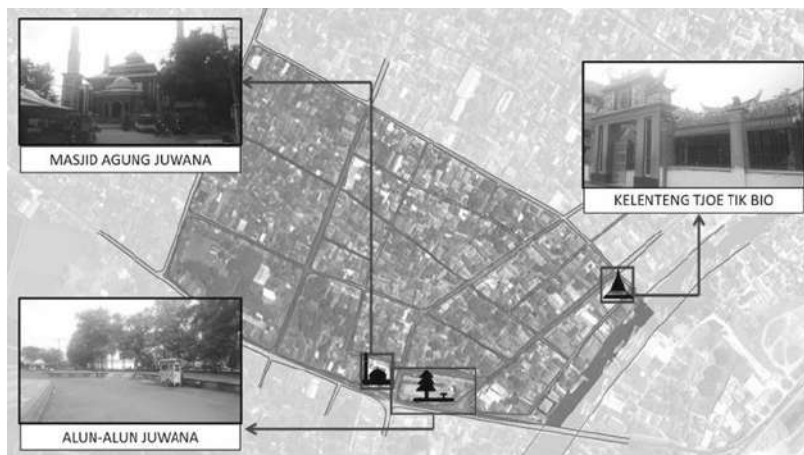 MASJID AGUNG JUWANA
KELENTENG TJOE TIK BIO
ALUN-ALUN JUWANA